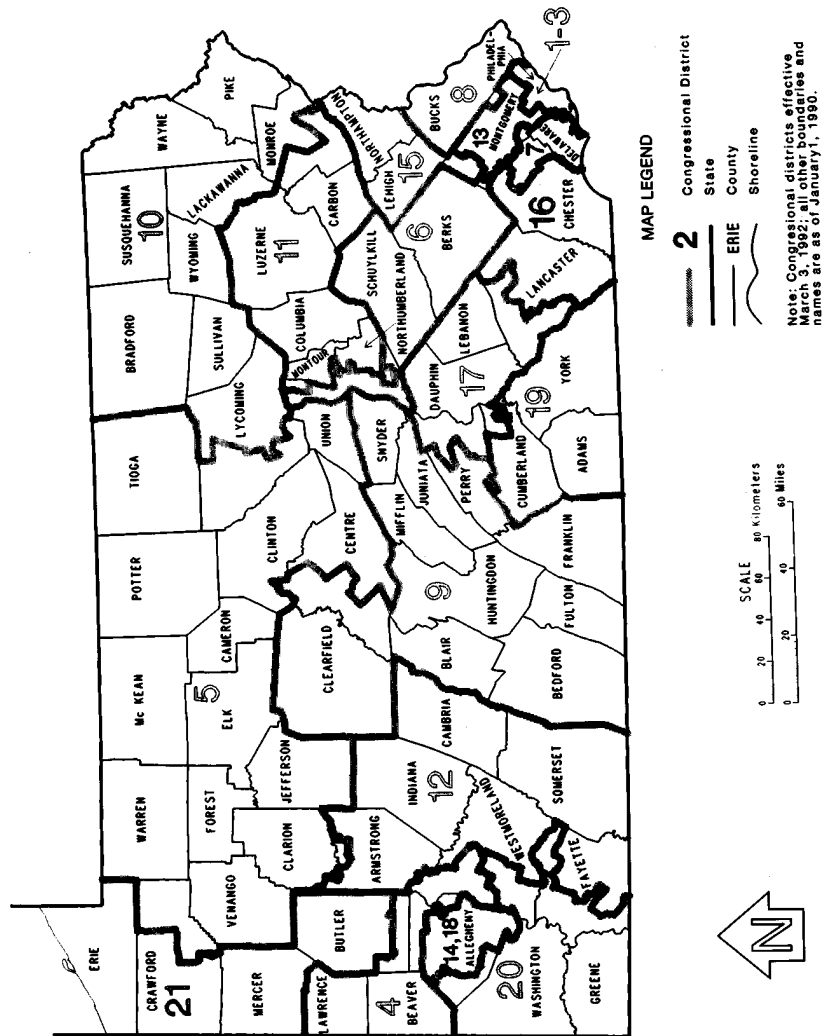 ERIE
CRAWFORD
21
MERCER
LAWRENCE
4
BEAVER
WARREN
VENANGO
FOREST
CLARION
BUTLER
ARMSTRONG
14,18
ALLEGHENY
20
WASHINGTON
GREENE
Mc KEAN
5
ELK
JEFFERSON
INDIANA
12
WESTMORELAND
FAYETTE
SOMERSET
CAMBRIA
POTTER
CAMERON
CLINTON
CLEARFIELD
CENTRE
BLAIR
BEDFORD
9
HUNTINGDON
FULTON
FRANKLIN
TIOGA
LYCOMING
UNION
SNYDER
MIFFLIN
JUNIATA
PERRY
CUMBERLAND
ADAMS
19
YORK
BRADFORD
SULLIVAN
COLUMBIA
MONTOUR
NORTHUMBERLAND
DAUPHIN
17
LEBANON
LANCASTER
SUSQUEHANNA
10
WYOMING
LACKAWANNA
WAYNE
PIKE
MONROE
LUZERNE
11
CARBON
SCHUYLKILL
NORTHAMPTON
LEHIGH
15
6
BERKS
BUCKS
8
13
MONTGOMERY
PHILADEL-
PHIA
1-3
7
DELAWARE
16
CHESTER
MAP LEGEND
2 Congressional District
State
ERIE County
Shoreline
Note: Congresional districts effective
March 3, 1992; all other boundaries and
names are as of January1, 1990.
SCALE
0 20 40 60 80 Kilometers
0 20 40 60 Miles
N